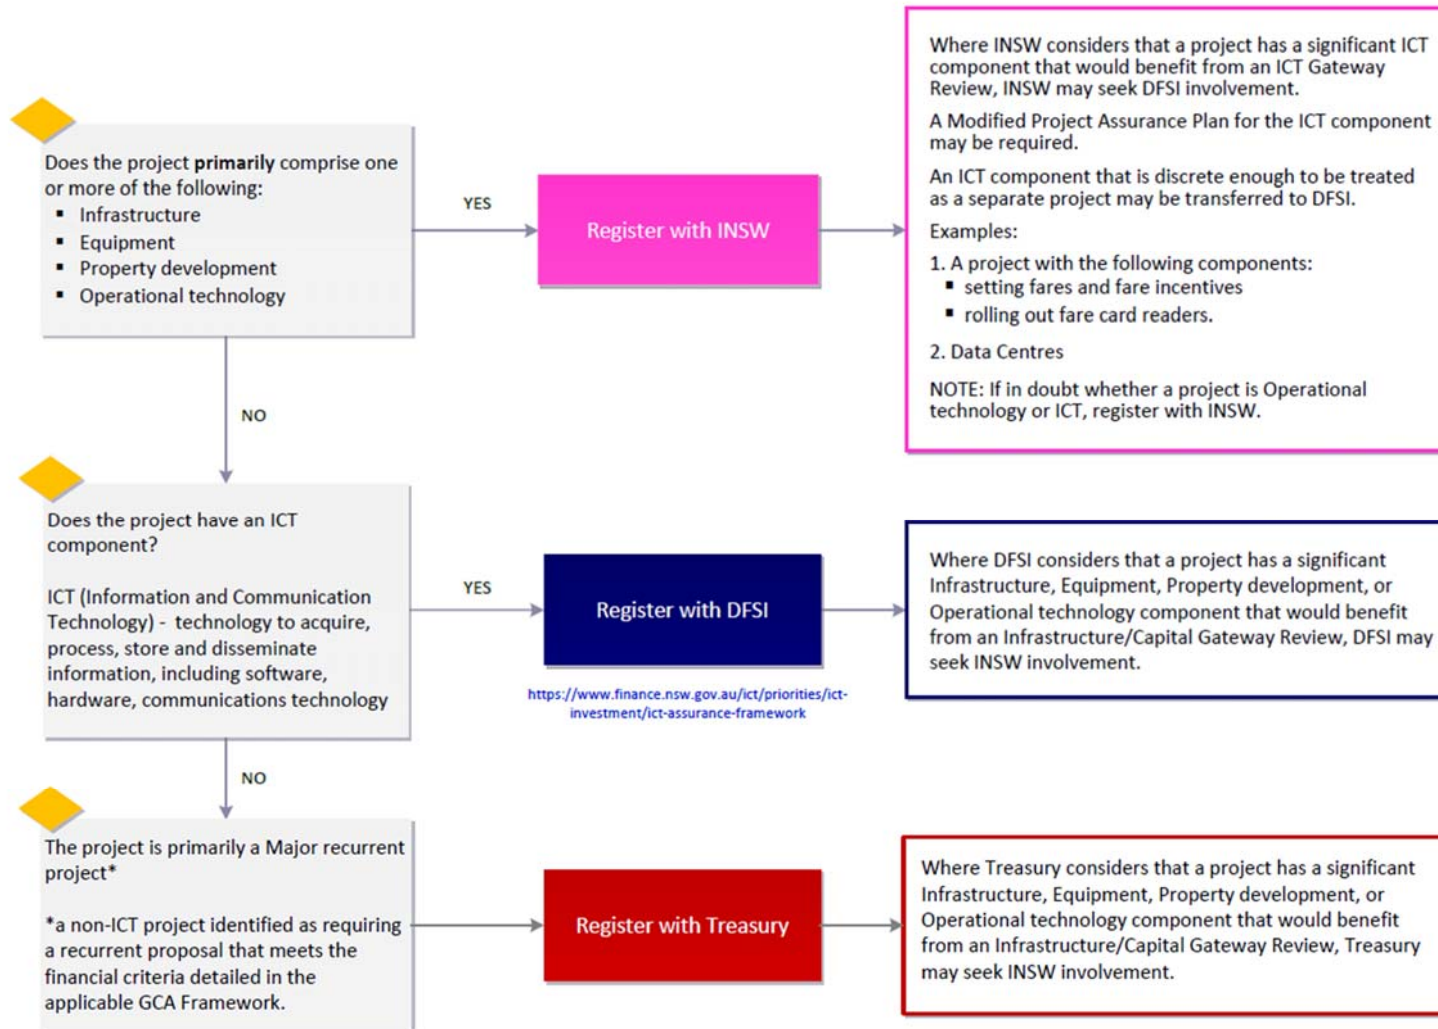 Does the project primarily comprise one
or more of the following:
▪ Infrastructure
▪ Equipment
▪ Property development
▪ Operational technology
YES
Register with INSW
Where INSW considers that a project has a significant ICT
component that would benefit from an ICT Gateway
Review, INSW may seek DFSI involvement.
A Modified Project Assurance Plan for the ICT component
may be required.
An ICT component that is discrete enough to be treated
as a separate project may be transferred to DFSI.
Examples:
1. A project with the following components:
▪ setting fares and fare incentives
▪ rolling out fare card readers.
2. Data Centres
NOTE: If in doubt whether a project is Operational
technology or ICT, register with INSW.
NO
Does the project have an ICT
component?
ICT (Information and Communication
Technology) - technology to acquire,
process, store and disseminate
information, including software,
hardware, communications technology
YES
Register with DFSI
https://www.finance.nsw.gov.au/ict/priorities/ict-
investment/ict-assurance-framework
Where DFSI considers that a project has a significant
Infrastructure, Equipment, Property development, or
Operational technology component that would benefit
from an Infrastructure/Capital Gateway Review, DFSI may
seek INSW involvement.
NO
The project is primarily a Major recurrent
project*
*a non-ICT project identified as requiring
a recurrent proposal that meets the
financial criteria detailed in the
applicable GCA Framework.
Register with Treasury
Where Treasury considers that a project has a significant
Infrastructure, Equipment, Property development, or
Operational technology component that would benefit
from an Infrastructure/Capital Gateway Review, Treasury
may seek INSW involvement.